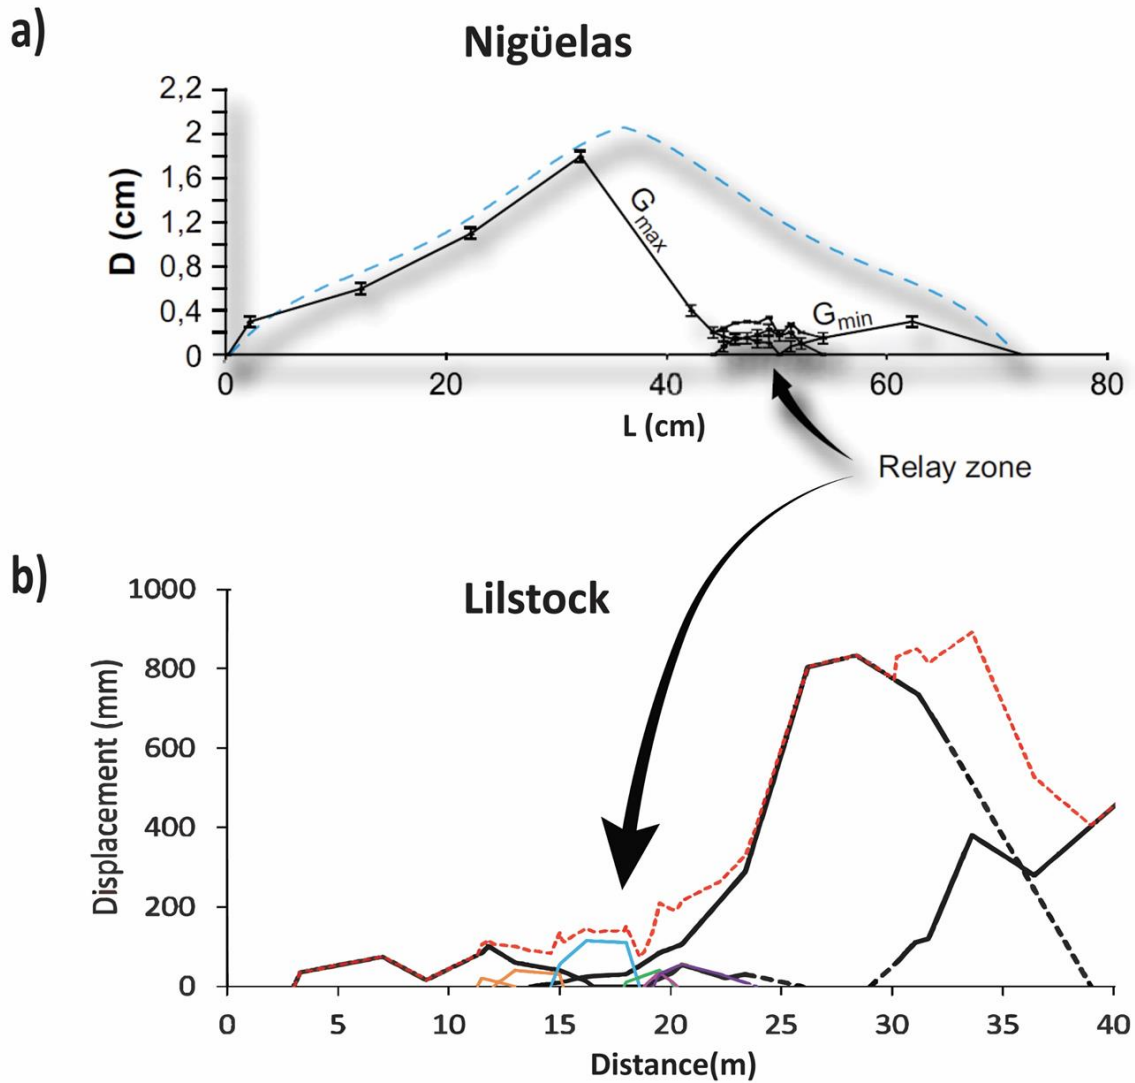 a)
Nigüelas
2,2
2
1,6
1,2
0,8
0,4
0
D (cm)
Gmax
Gmin
0 20 40 60 80
L (cm)
Relay zone
b)
Lilstock
1000
800
600
400
200
0
Displacement (mm)
0 5 10 15 20 25 30 35 40
Distance(m)